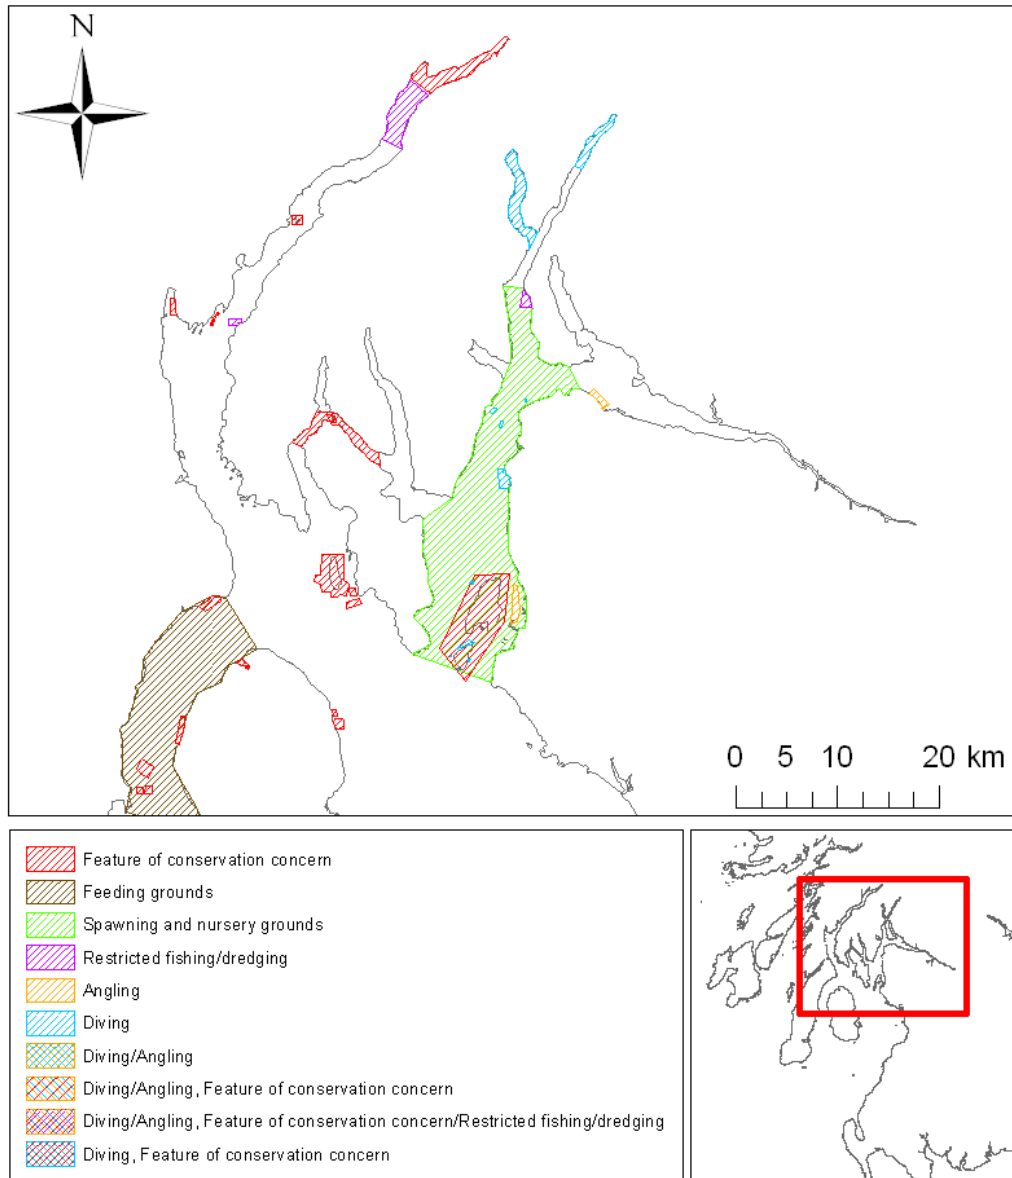 N
0 5 10 20 km
Feature of conservation concern
Feeding grounds
Spawning and nursery grounds
Restricted fishing/dredging
Angling
Diving
Diving/Angling
Diving/Angling, Feature of conservation concern
Diving/Angling, Feature of conservation concern/Restricted fishing/dredging
Diving, Feature of conservation concern